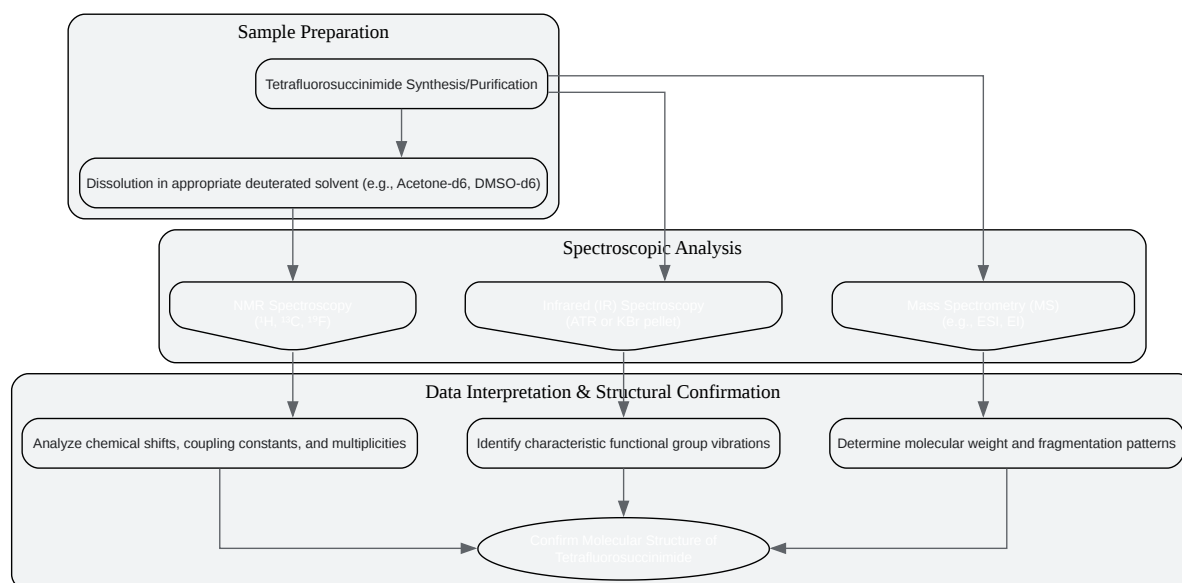 Sample Preparation
Tetrafluorosuccinimide Synthesis/Purification
Dissolution in appropriate deuterated solvent (e.g., Acetone-d6, DMSO-d6)
Spectroscopic Analysis
NMR Spectroscopy
(¹H, ¹³C, ¹⁹F)
Infrared (IR) Spectroscopy
(ATR or KBr pellet)
Mass Spectrometry (MS)
(e.g., ESI, EI)
Data Interpretation & Structural Confirmation
Analyze chemical shifts, coupling constants, and multiplicities
Identify characteristic functional group vibrations
Determine molecular weight and fragmentation patterns
Confirm Molecular Structure of
Tetrafluorosuccinimide